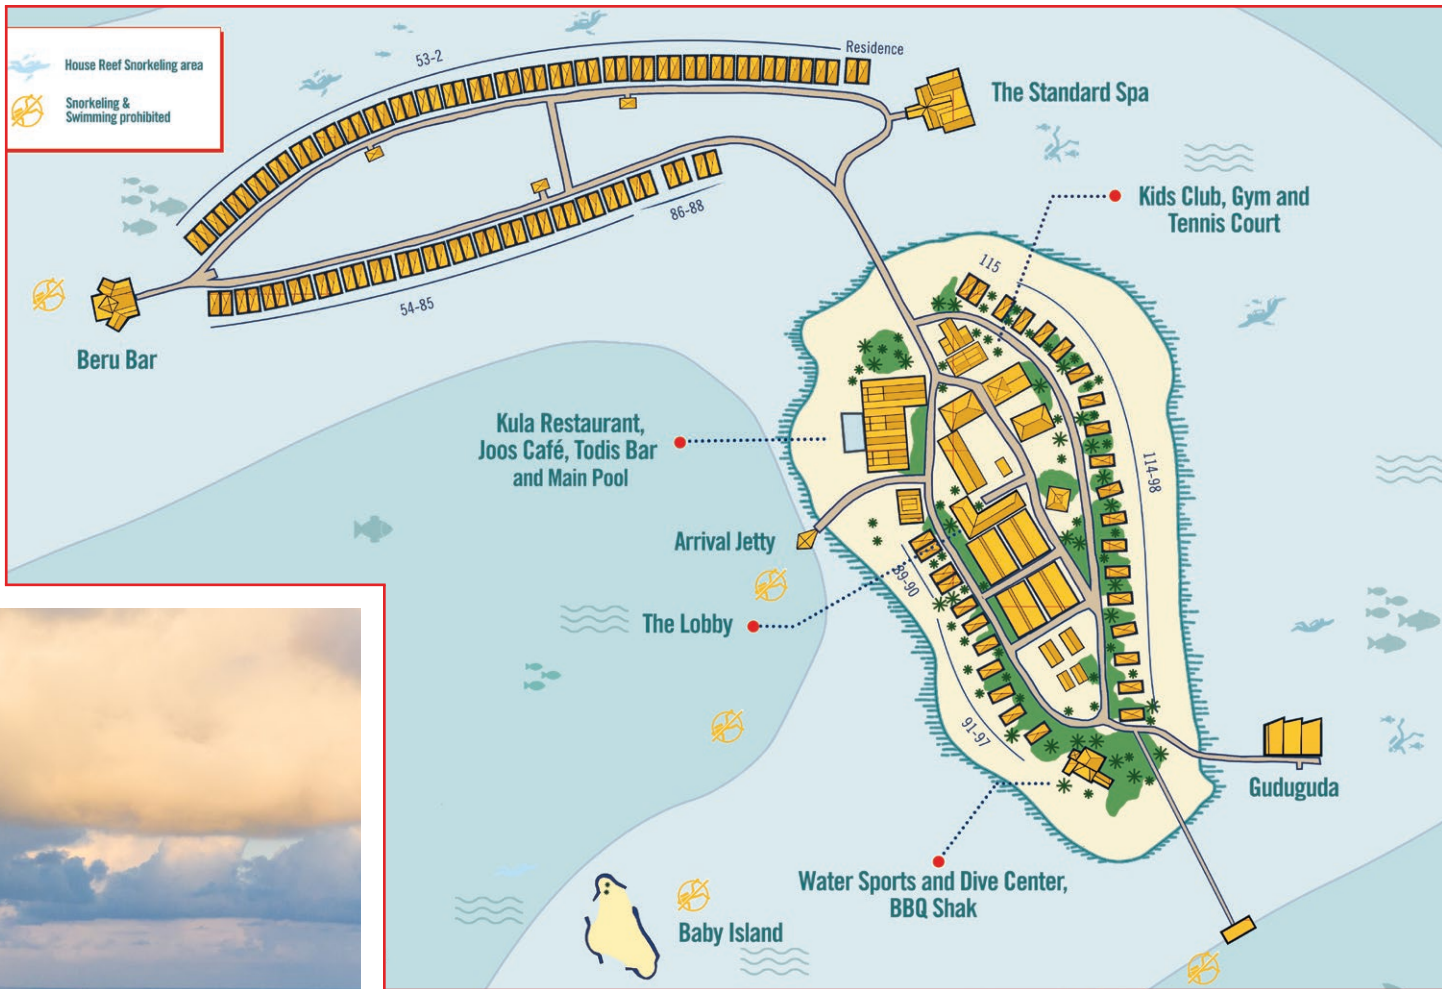 House Reef Snorkeling area
Snorkeling &
Swimming prohibited
53-2
Residence
The Standard Spa
Kids Club, Gym and
Tennis Court
86-88
54-85
Beru Bar
115
Kula Restaurant,
Joos Café, Todis Bar
and Main Pool
114-98
Arrival Jetty
89-90
The Lobby
91-97
Guduguda
Water Sports and Dive Center,
BBQ Shak
Baby Island